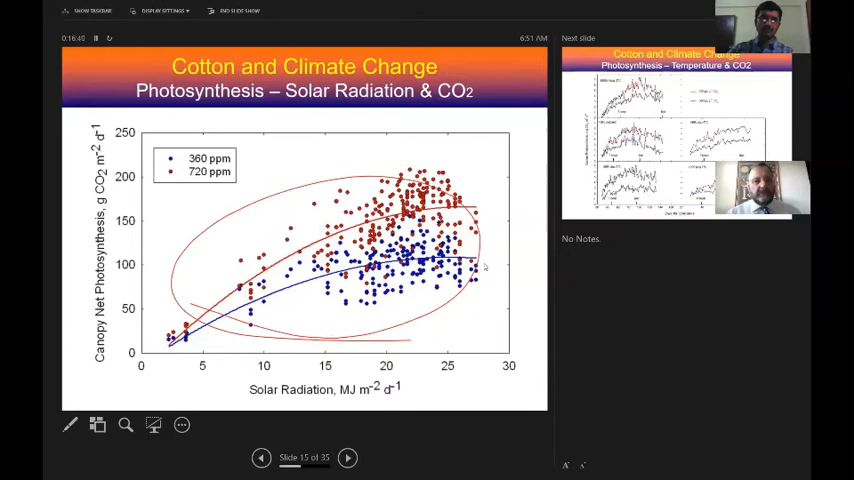 SHOW TASKBAR
DISPLAY SETTINGS ▾
END SLIDE SHOW
0:16:48
6:51 AM
Next slide
Cotton and Climate Change
Photosynthesis – Solar Radiation & CO2
250
200
150
100
50
0
Canopy Net Photosynthesis, g CO2 m-2 d-1
360 ppm
720 ppm
0 5 10 15 20 25 30
Solar Radiation, MJ m-2 d-1
Cotton and Climate Change
Photosynthesis – Temperature & CO2
No Notes.
Slide 15 of 35
A A